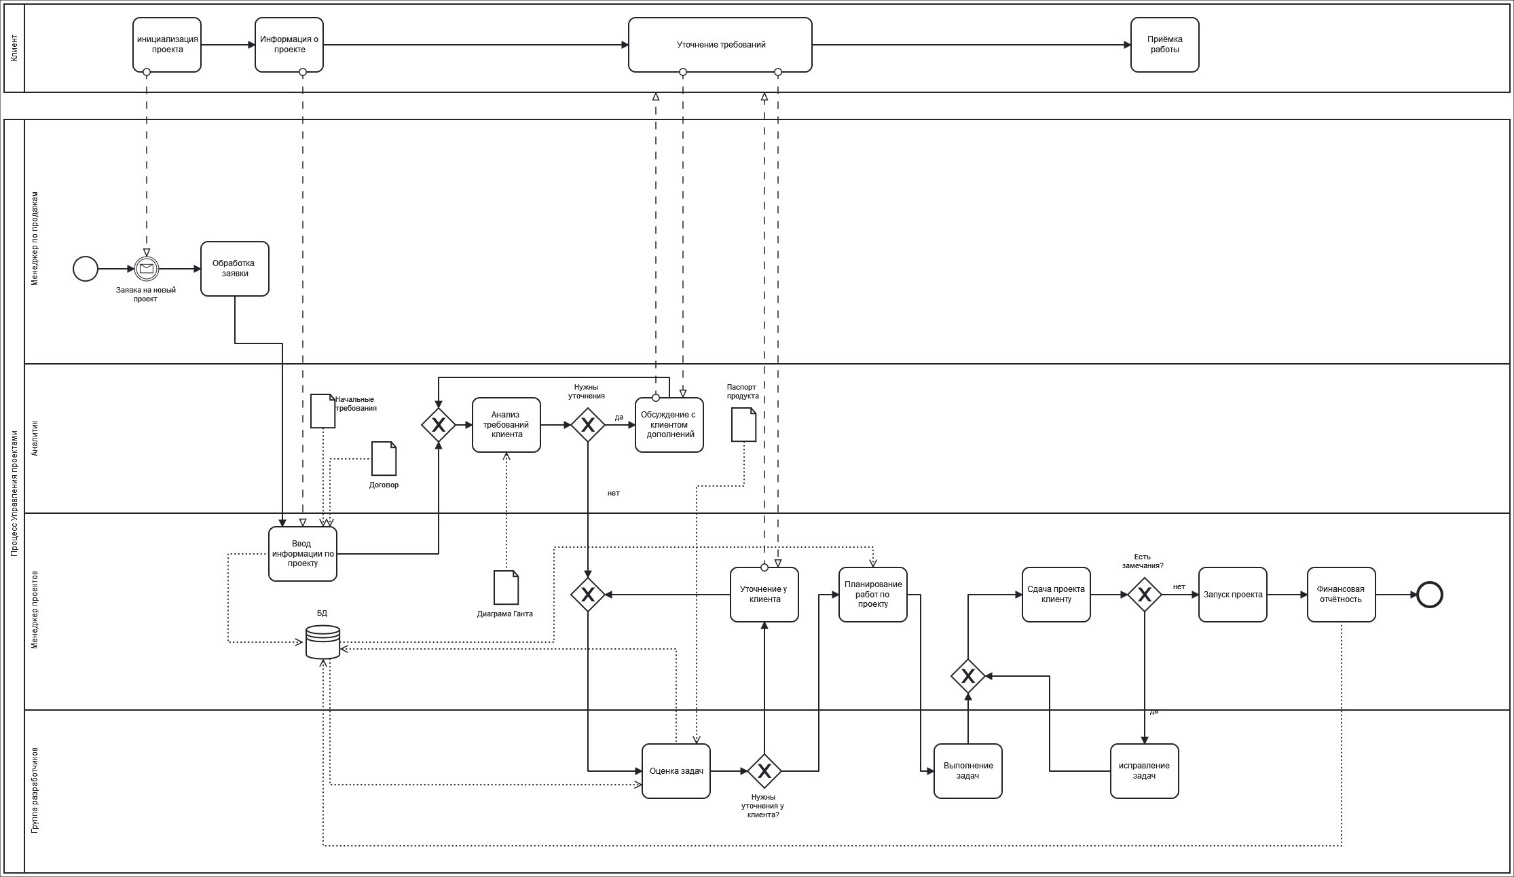 Клиент
инициализация
проекта
Информация о
проекте
Уточнение требований
Приёмка
работы
Процесс Управления проектами
Менеджер по продажам
Заявка на новый
проект
Обработка
заявки
Аналитик
Начальные
требования
Договор
Анализ
требований
клиента
Нужны
уточнения
да
нет
Обсуждение с
клиентом
дополнений
Паспорт
продукта
Менеджер проектов
Ввод
информации по
проекту
БД
Диаграма Ганта
Уточнение у
клиента
Планирование
работ по
проекту
Сдача проекта
клиенту
Есть
замечания?
нет
да
Запуск проекта
Финансовая
отчётность
Группа разработчиков
Оценка задач
Нужны
уточнения у
клиента?
Выполнение
задач
исправление
задач